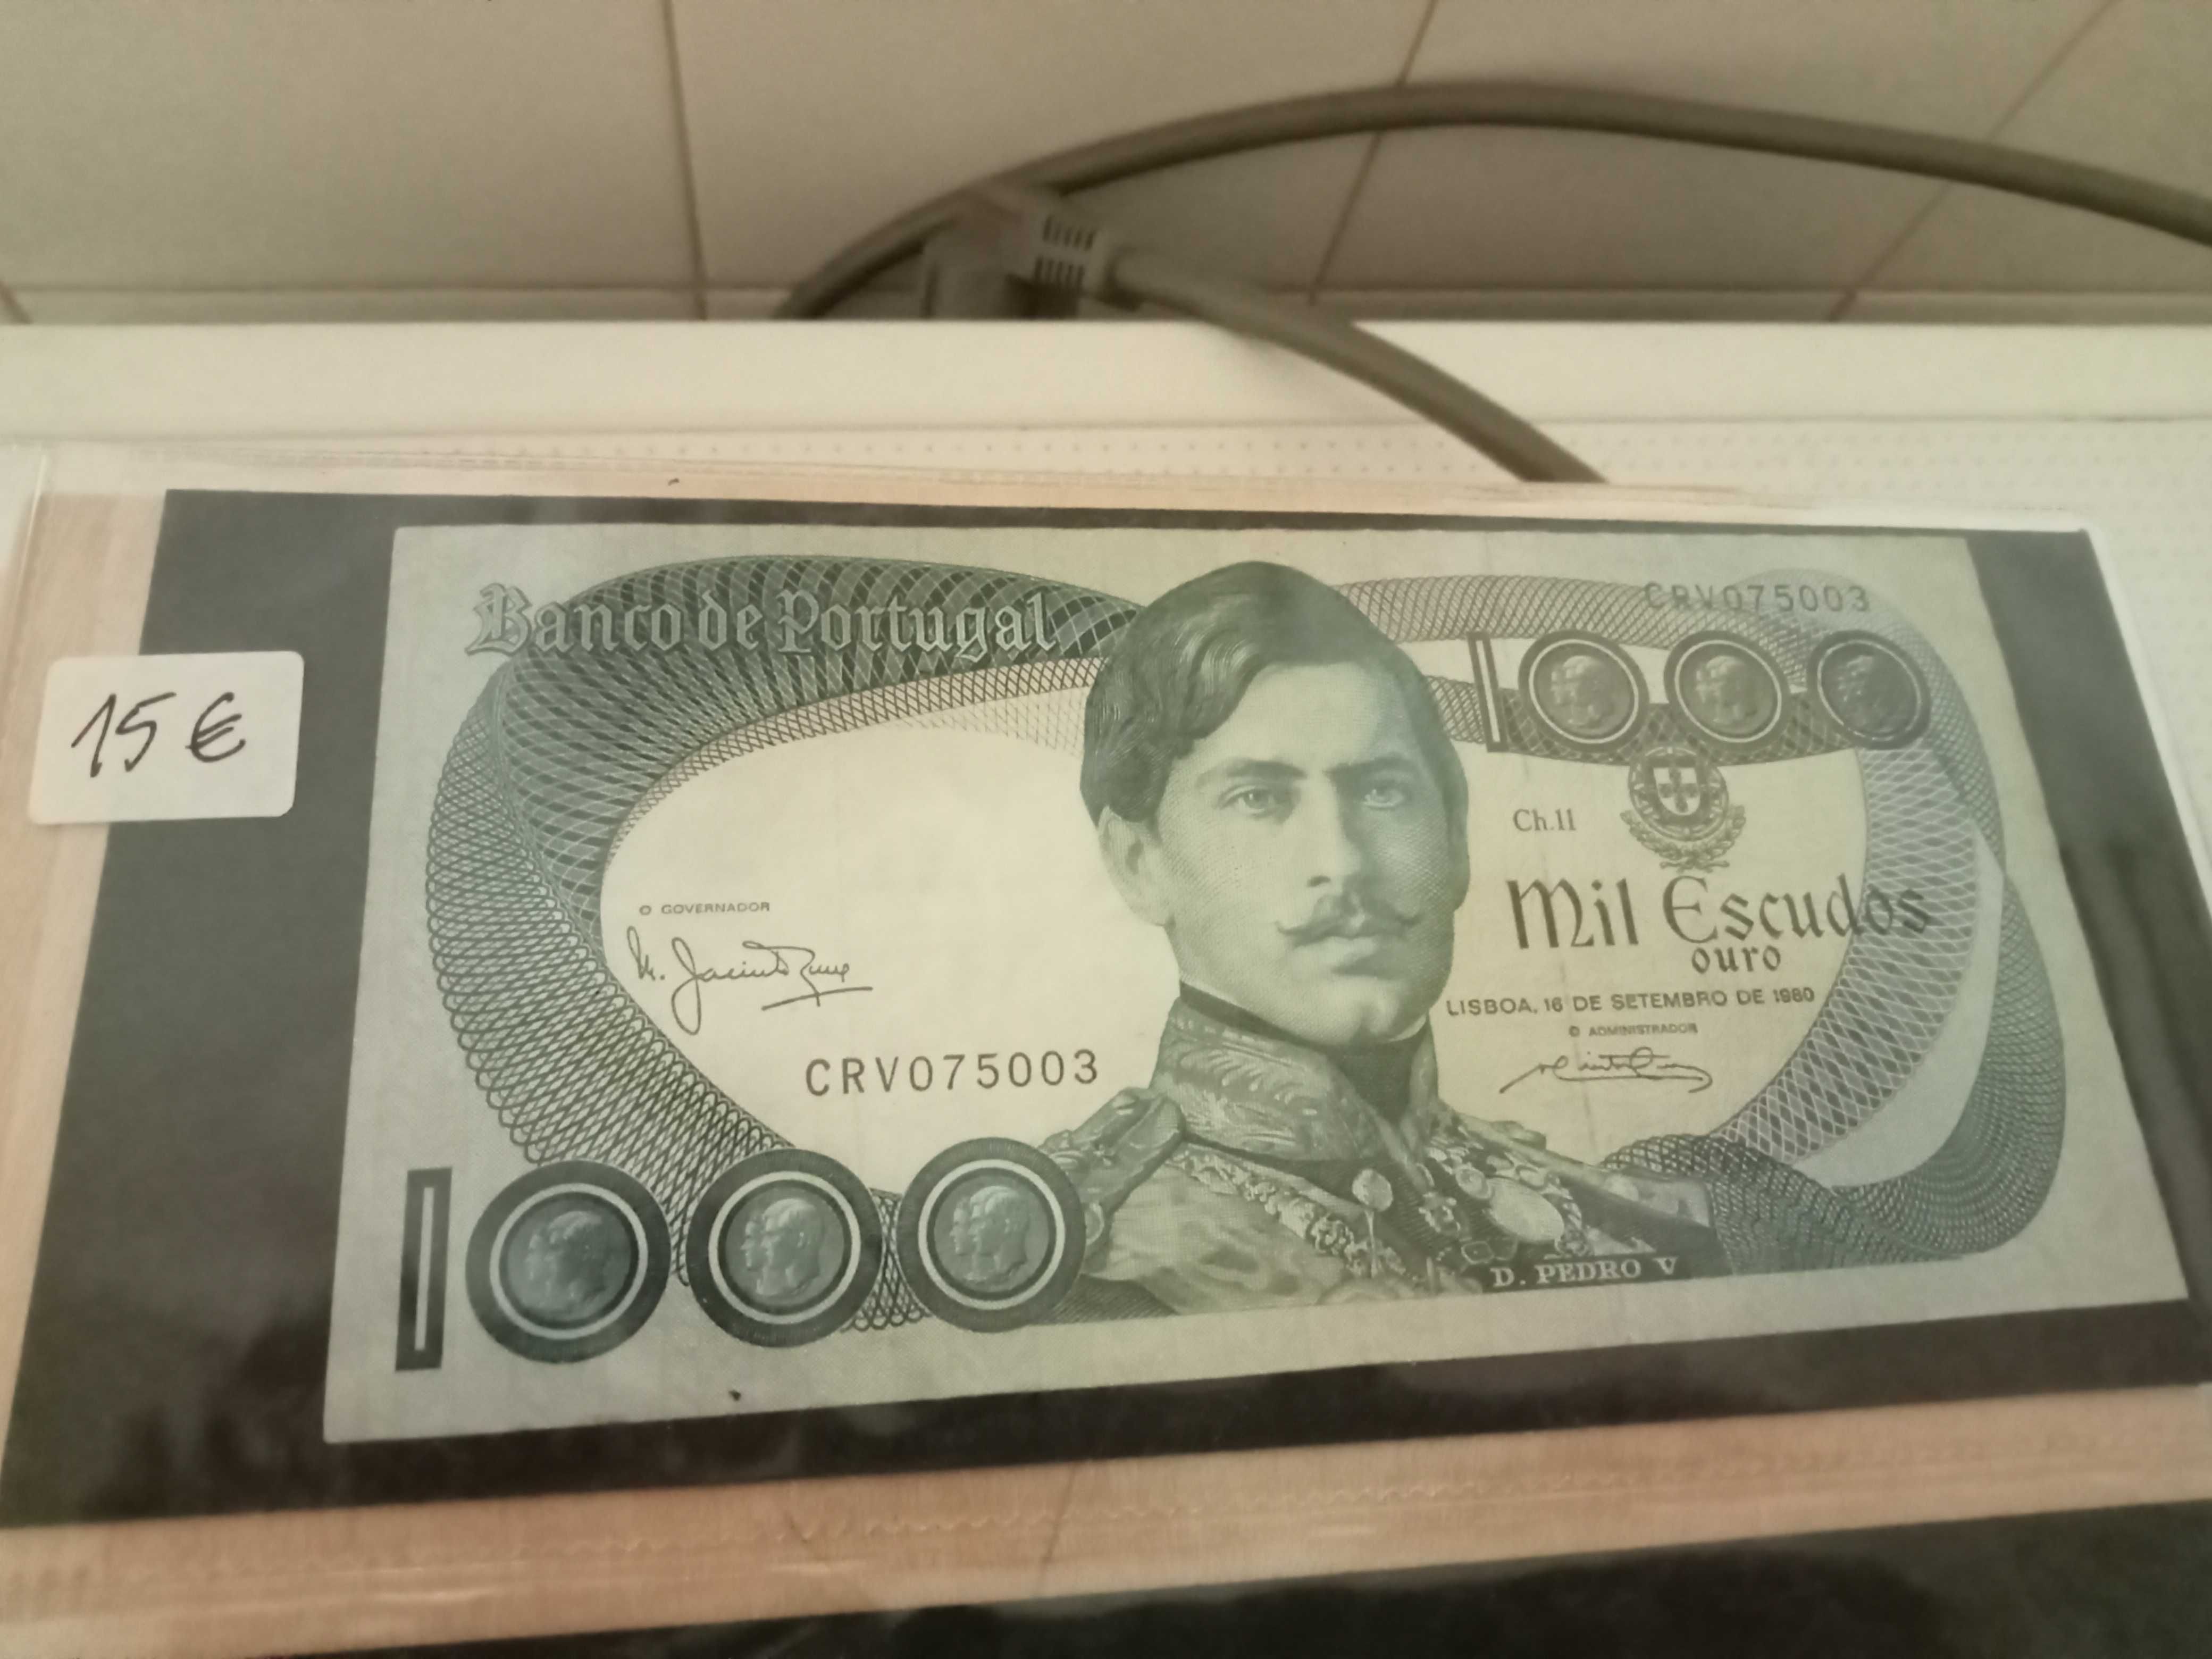 Banco de Portugal
CRV075003
1000
15€
Ch.11
Mil Escudos
ouro
LISBOA, 16 DE SETEMBRO DE 1980
O ADMINISTRADOR
O GOVERNADOR
CRV075003
1000
D. PEDRO V